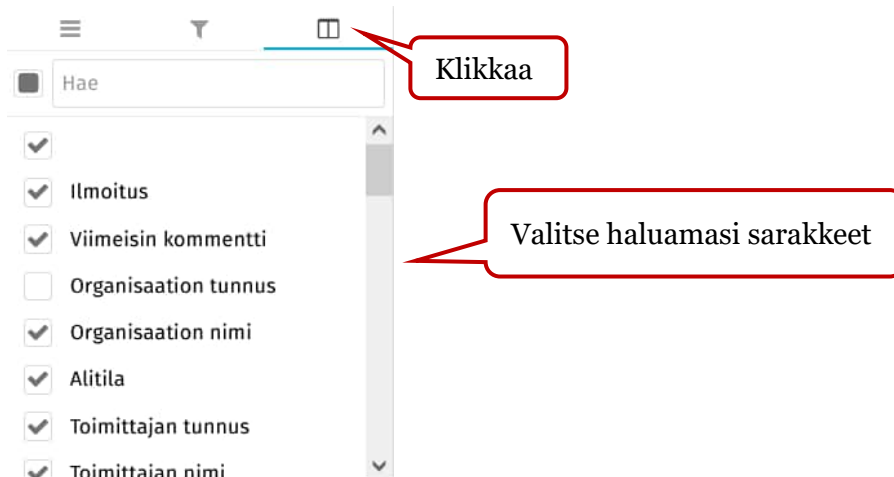 Klikkaa
Hae
Ilmoitus
Viimeisin kommentti
Valitse haluamasi sarakkeet
Organisaation tunnus
Organisaation nimi
Alitila
Toimittajan tunnus
Toimittajan nimi